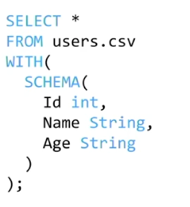 SELECT *
FROM users.csv
WITH(
SCHEMA(
Id int,
Name String,
Age String
)
);